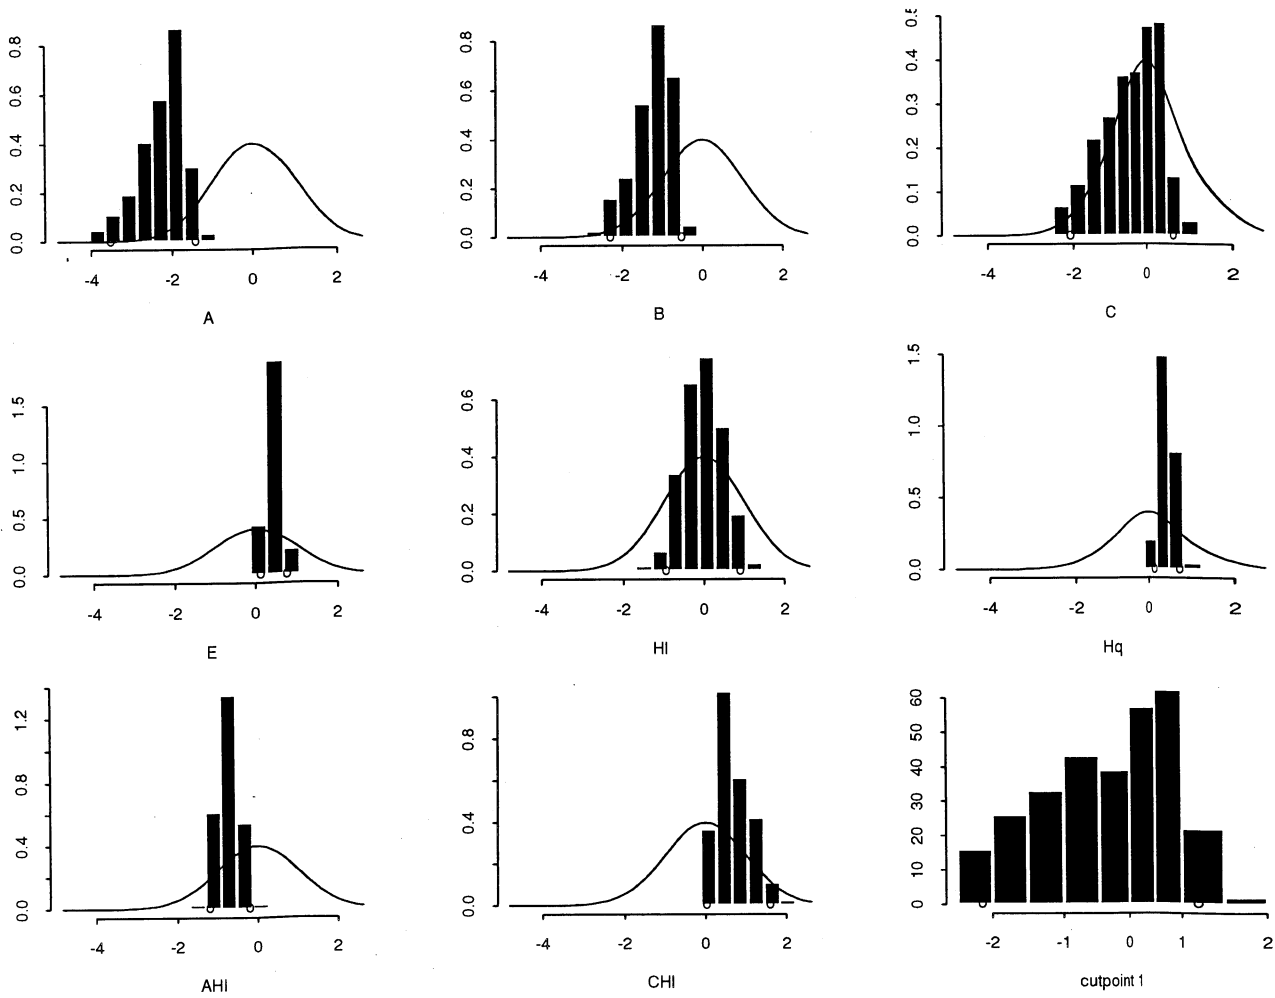 0.0 0.2 0.4 0.6 0.8
-4 -2 0 2
A
0.0 0.2 0.4 0.6 0.8
-4 -2 0 2
B
0.0 0.1 0.2 0.3 0.4 0.5
-4 -2 0 2
C
0.0 0.5 1.0 1.5
-4 -2 0 2
E
0.0 0.2 0.4 0.6
-4 -2 0 2
HI
0.0 0.5 1.0 1.5
-4 -2 0 2
Hq
0.0 0.4 0.8 1.2
-4 -2 0 2
AHI
0.0 0.4 0.8
-4 -2 0 2
CHI
0 10 20 30 40 50 60
-2 -1 0 1 2
cutpoint 1